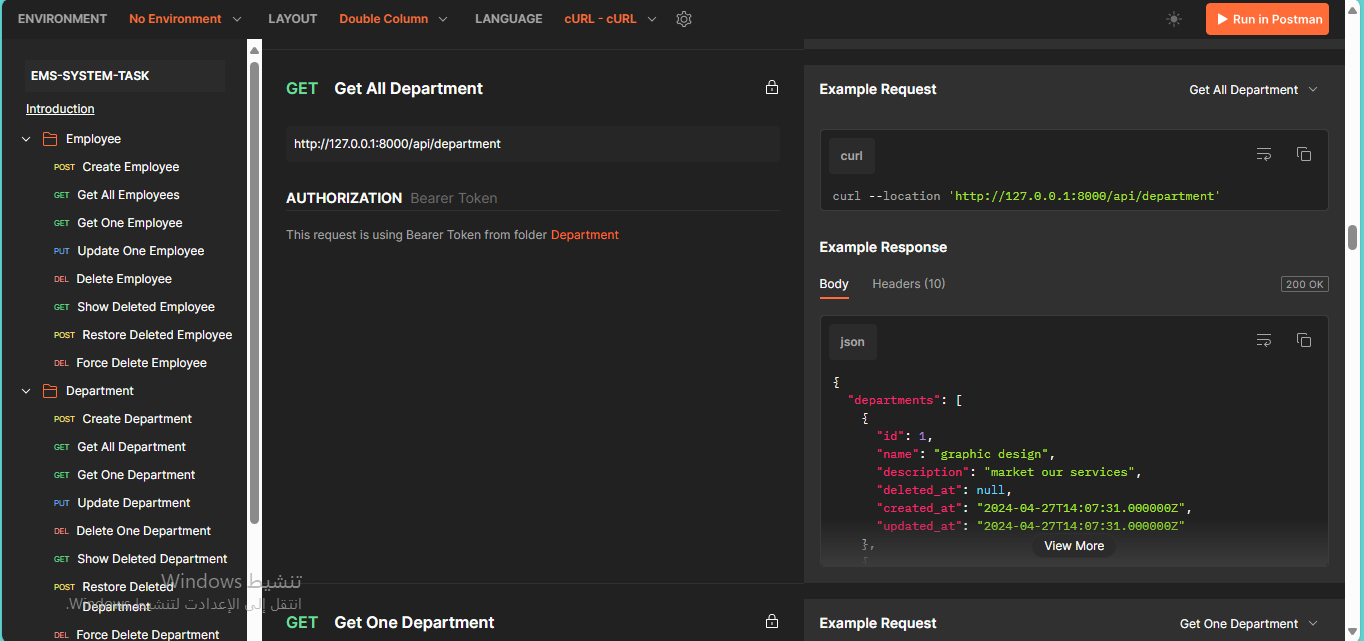 ENVIRONMENT No Environment LAYOUT Double Column LANGUAGE cURL - cURL Run in Postman
EMS-SYSTEM-TASK
Introduction
Employee
POST Create Employee
GET Get All Employees
GET Get One Employee
PUT Update One Employee
DEL Delete Employee
GET Show Deleted Employee
POST Restore Deleted Employee
DEL Force Delete Employee
Department
POST Create Department
GET Get All Department
GET Get One Department
PUT Update Department
DEL Delete One Department
GET Show Deleted Department
POST Restore Deleted
Department
DEL Force Delete Department
تنشيط Windows
انتقل إلى الإعدادات لتنشيط Windows.
GET Get All Department
http://127.0.0.1:8000/api/department
AUTHORIZATION Bearer Token
This request is using Bearer Token from folder Department
GET Get One Department
Example Request Get All Department
curl
curl --location 'http://127.0.0.1:8000/api/department'
Example Response
Body Headers (10) 200 OK
json
{
"departments": [
{
"id": 1,
"name": "graphic design",
"description": "market our services",
"deleted_at": null,
"created_at": "2024-04-27T14:07:31.000000Z",
"updated_at": "2024-04-27T14:07:31.000000Z"
},
{
View More
Example Request Get One Department